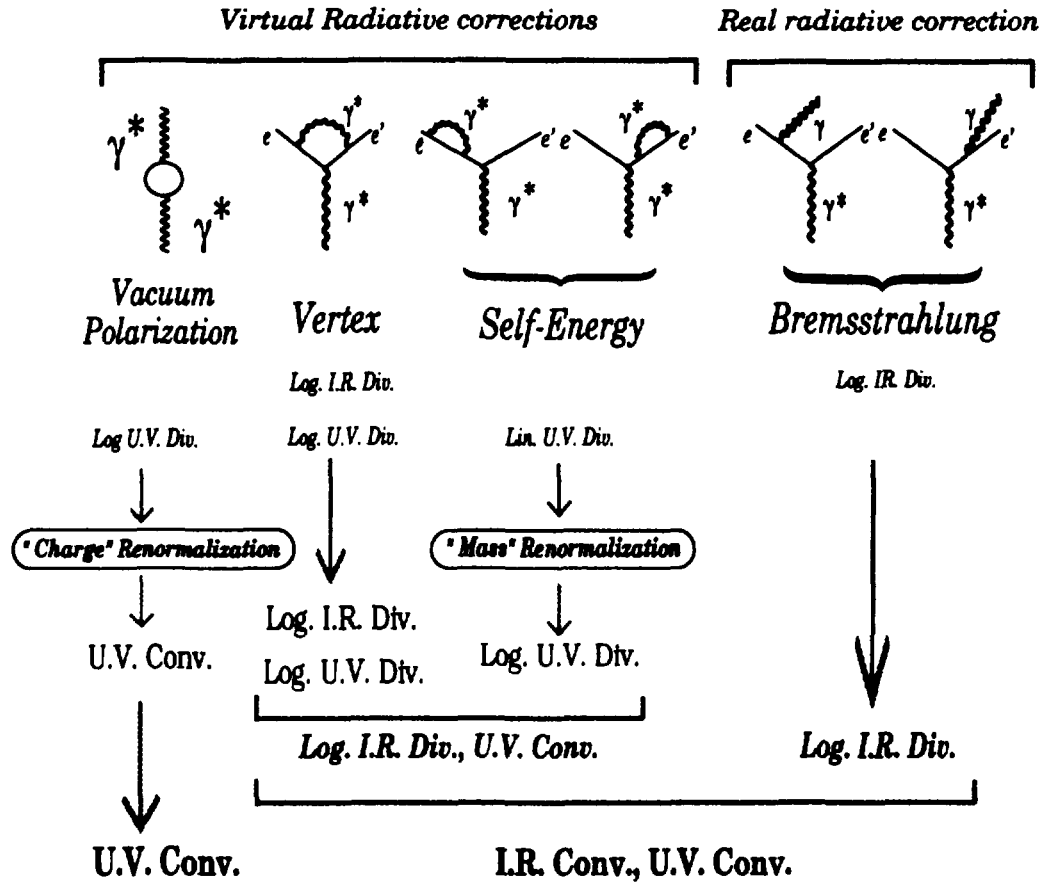 Virtual Radiative corrections
Real radiative correction
γ*
γ*
γ*
e
e'
γ*
γ*
e
e'
γ*
γ*
e
e'
γ*
γ
e
e'
γ*
γ
e'
γ*
Vacuum
Polarization
Vertex
Self-Energy
Bremsstrahlung
Log. I.R. Div.
Log. IR. Div.
Log U.V. Div.
Log. U.V. Div.
Lin. U.V. Div.
"Charge" Renormalization
"Mass" Renormalization
Log. I.R. Div.
U.V. Conv.
Log. U.V. Div.
Log. U.V. Div.
Log. I.R. Div., U.V. Conv.
Log. I.R. Div.
U.V. Conv.
I.R. Conv., U.V. Conv.